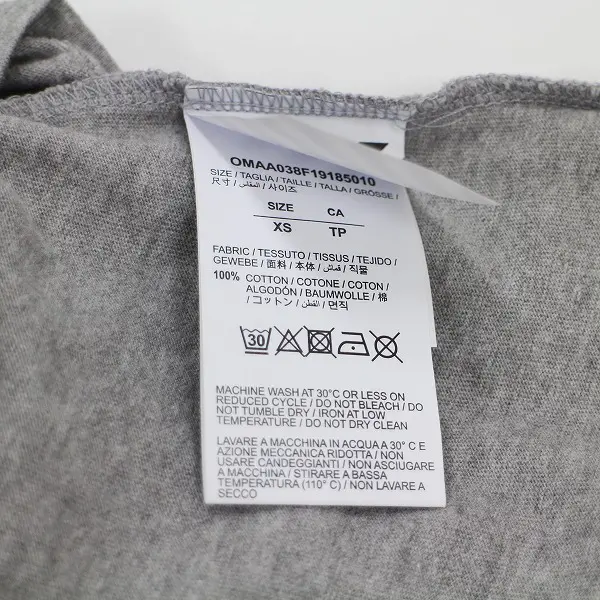 OMAA038F19185010
SIZE / TAGLIA / TAILLE / TALLA / GRÖSSE /
尺寸 / المقاس / 사이즈
SIZE CA
XS TP
FABRIC / TESSUTO / TISSUS / TEJIDO /
GEWEBE / 面料 / 本体 / قماش / 직물
100% COTTON / COTONE / COTON /
ALGODÓN / BAUMWOLLE / 棉
/ コットン / القطن / 면직
30
MACHINE WASH AT 30°C OR LESS ON
REDUCED CYCLE / DO NOT BLEACH / DO
NOT TUMBLE DRY / IRON AT LOW
TEMPERATURE / DO NOT DRY CLEAN
LAVARE A MACCHINA IN ACQUA A 30° C E
AZIONE MECCANICA RIDOTTA / NON
USARE CANDEGGIANTI / NON ASCIUGARE
A MACCHINA / STIRARE A BASSA
TEMPERATURA (110° C) / NON LAVARE A
SECCO